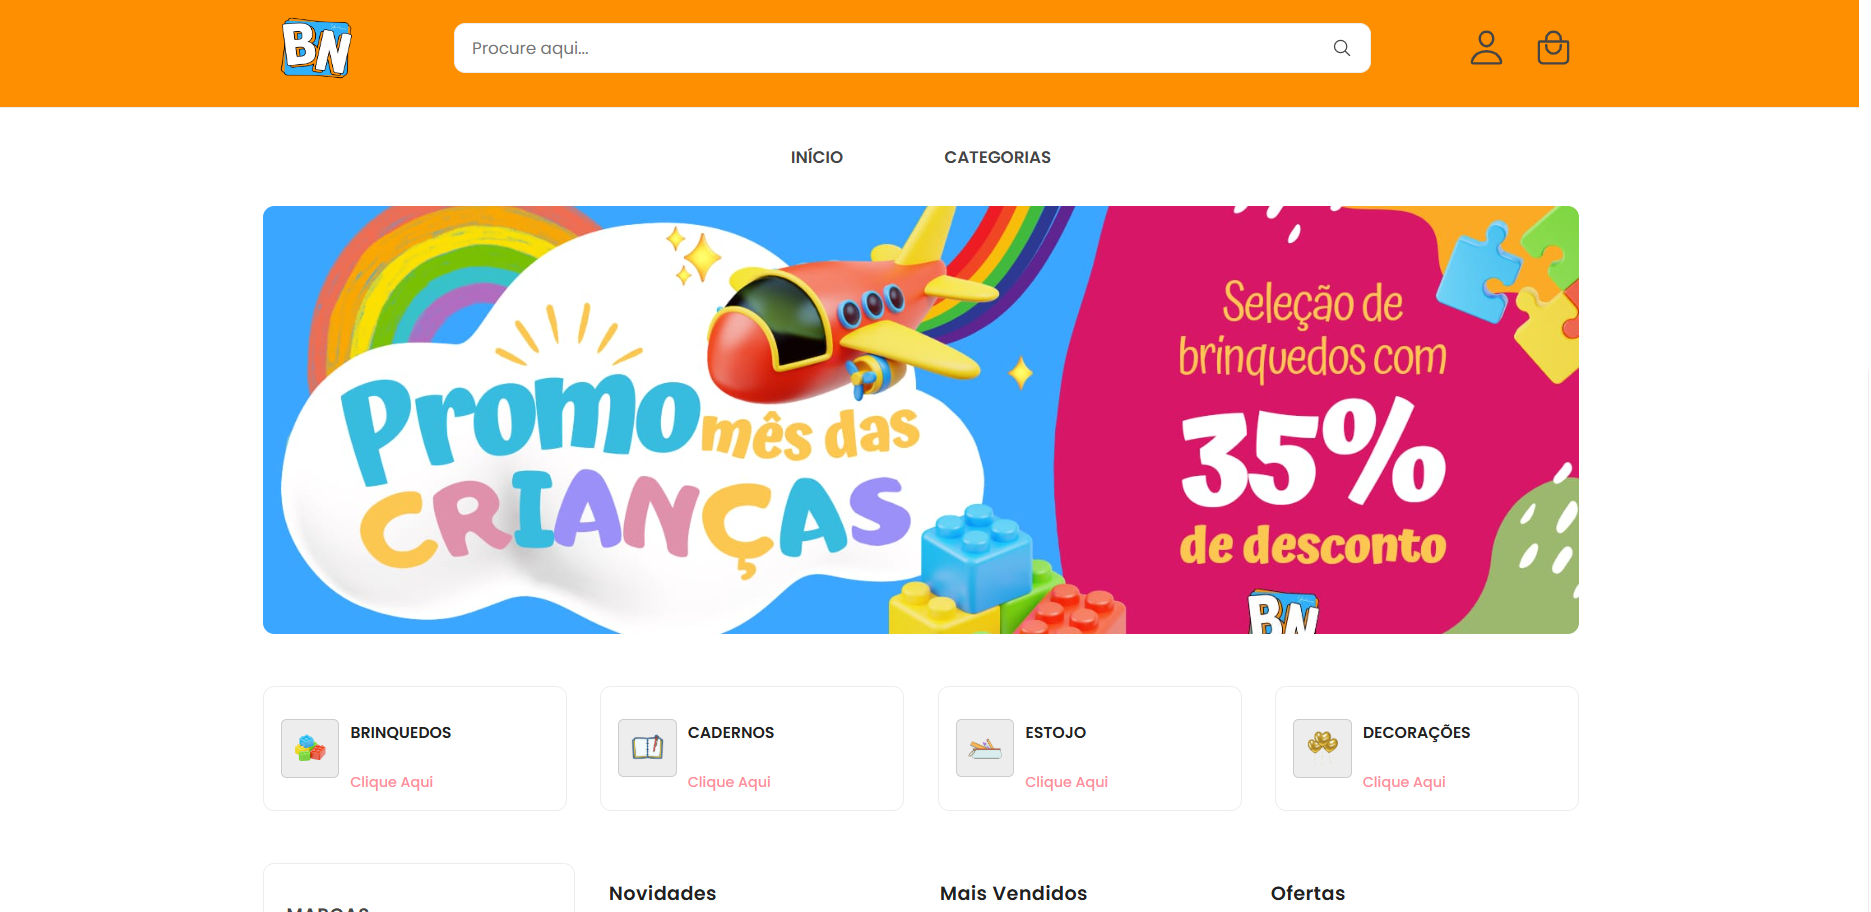 BN
Procure aqui...
INÍCIO
CATEGORIAS
Promo mês das
CRIANÇAS
Seleção de
brinquedos com
35%
de desconto
BN
BRINQUEDOS
Clique Aqui
CADERNOS
Clique Aqui
ESTOJO
Clique Aqui
DECORAÇÕES
Clique Aqui
MARCAS
Novidades
Mais Vendidos
Ofertas